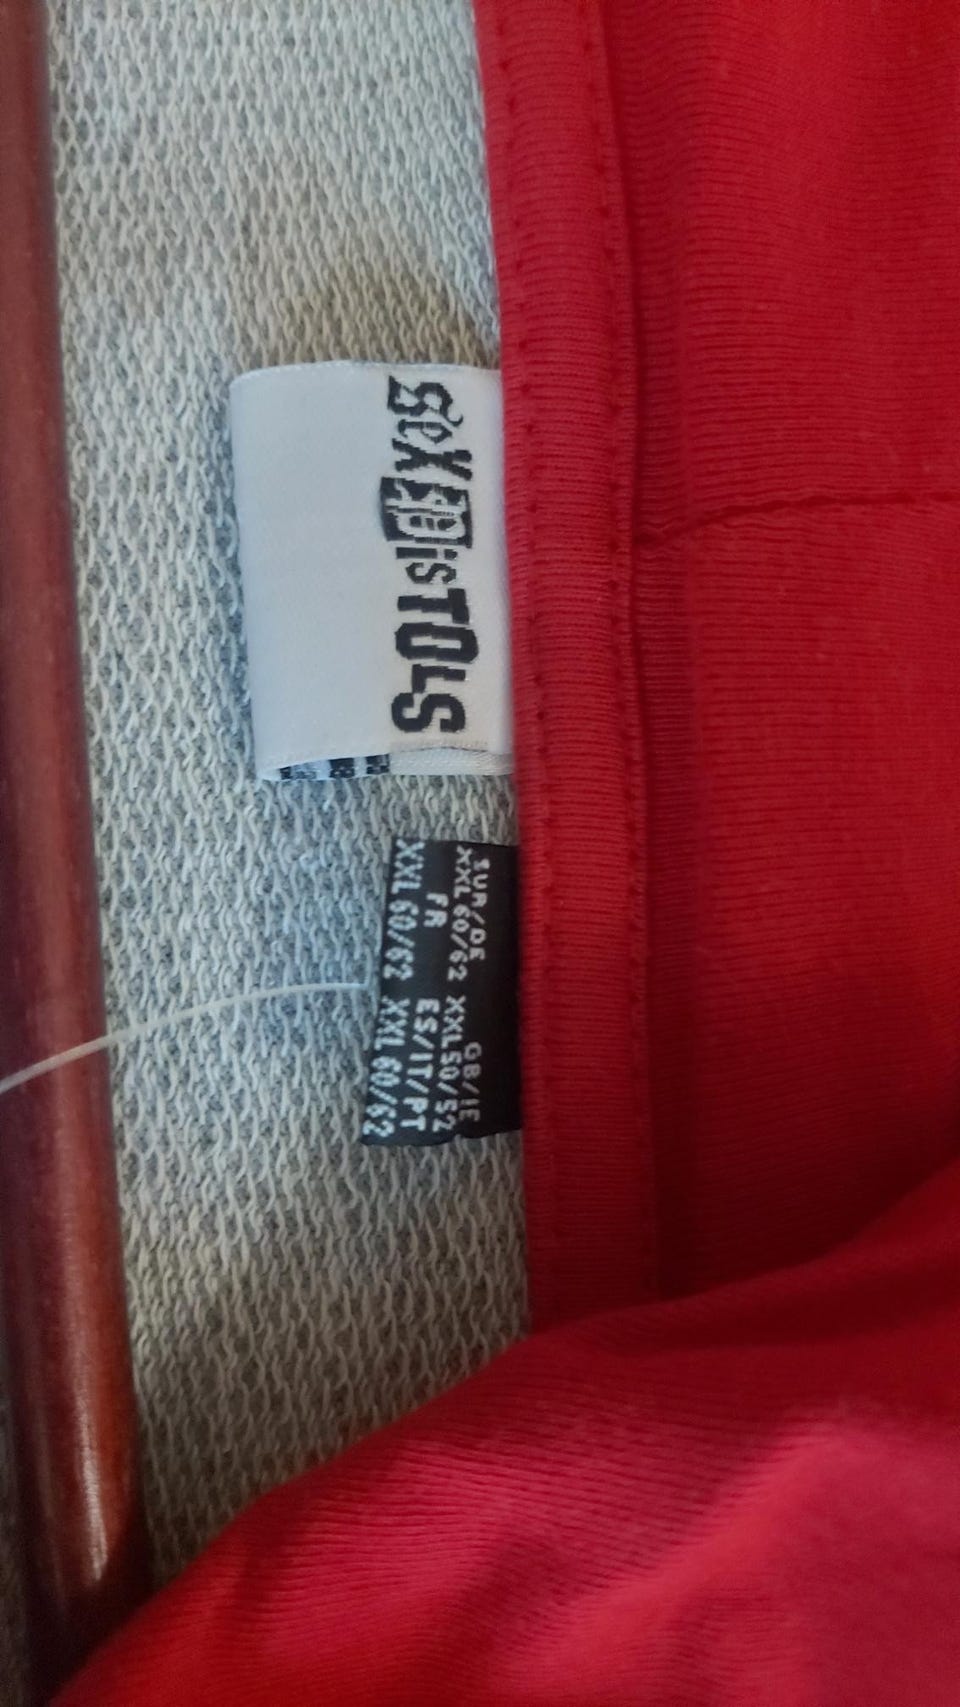 SeX PisTOLS
EUR/DE GB/IE
XXL 60/62 XXL 50/52
FR ES/IT/PT
XXL 60/62 XXL 60/62